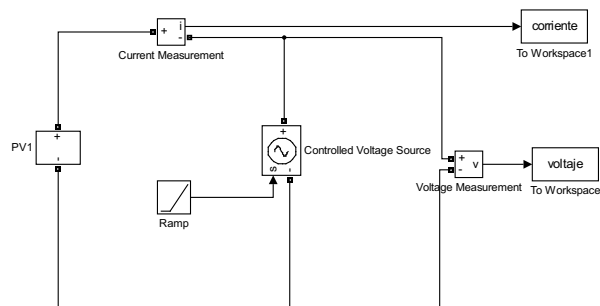 corriente
To Workspace1
+
i
-
Current Measurement
PV1
+
-
+
s
-
Controlled Voltage Source
+
-
v
Voltage Measurement
voltaje
To Workspace
Ramp